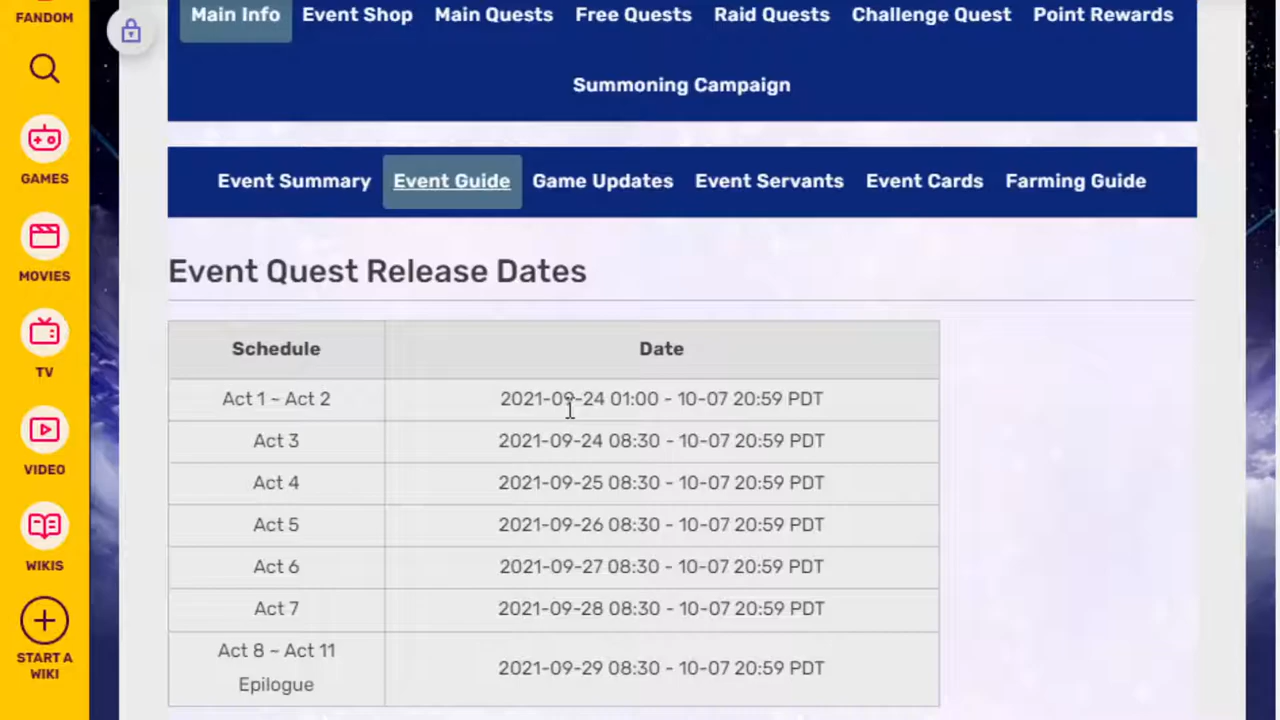 FANDOM
GAMES
MOVIES
TV
VIDEO
WIKIS
START A
WIKI
Main Info Event Shop Main Quests Free Quests Raid Quests Challenge Quest Point Rewards
Summoning Campaign
Event Summary Event Guide Game Updates Event Servants Event Cards Farming Guide
Event Quest Release Dates
Schedule Date
Act 1 ~ Act 2 2021-09-24 01:00 - 10-07 20:59 PDT
Act 3 2021-09-24 08:30 - 10-07 20:59 PDT
Act 4 2021-09-25 08:30 - 10-07 20:59 PDT
Act 5 2021-09-26 08:30 - 10-07 20:59 PDT
Act 6 2021-09-27 08:30 - 10-07 20:59 PDT
Act 7 2021-09-28 08:30 - 10-07 20:59 PDT
Act 8 ~ Act 11
Epilogue
2021-09-29 08:30 - 10-07 20:59 PDT